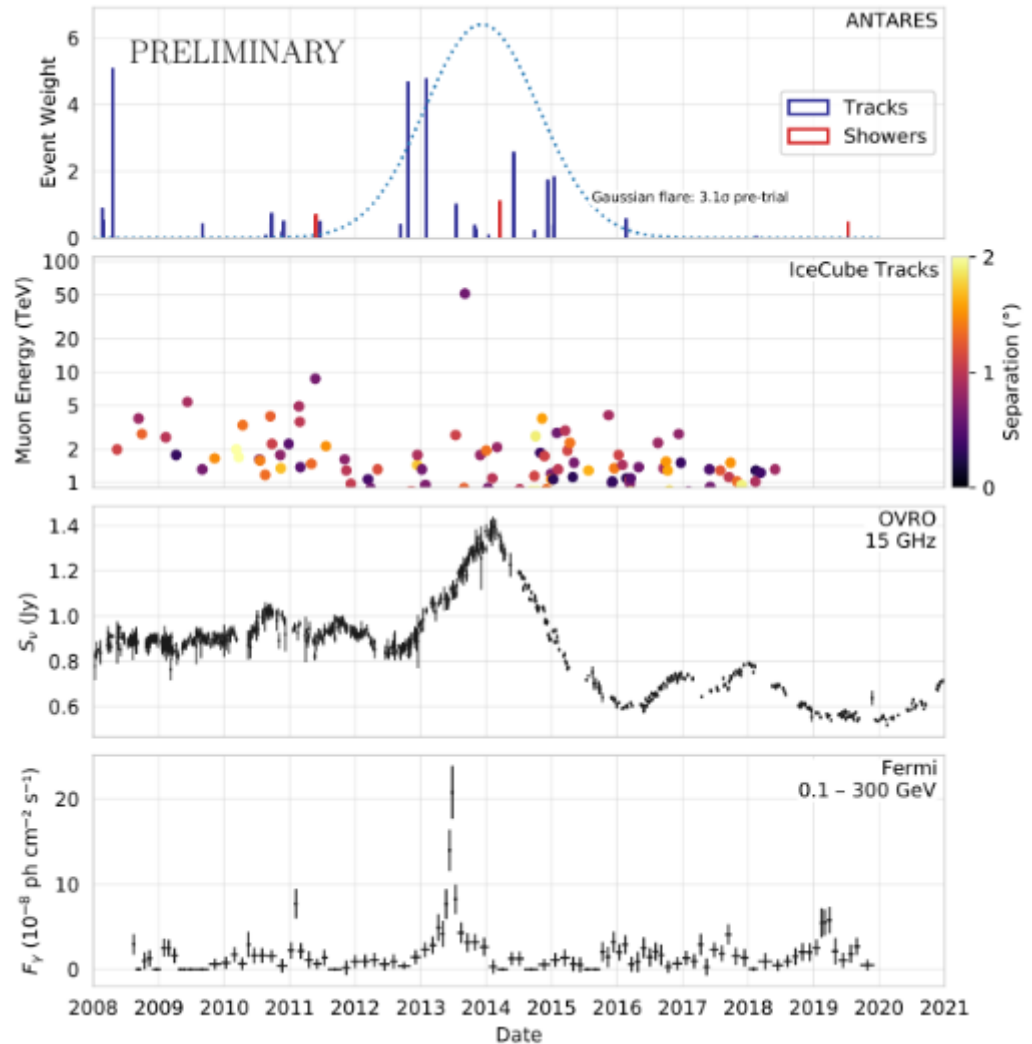 ANTARES
PRELIMINARY
6
4
2
0
Event Weight
Tracks
Showers
Gaussian flare: 3.1σ pre-trial
IceCube Tracks
100
50
20
10
5
2
1
Muon Energy (TeV)
2
1
0
Separation (°)
OVRO
15 GHz
1.4
1.2
1.0
0.8
0.6
Sν (Jy)
Fermi
0.1 – 300 GeV
20
10
0
Fγ (10⁻⁸ ph cm⁻² s⁻¹)
2008 2009 2010 2011 2012 2013 2014 2015 2016 2017 2018 2019 2020 2021
Date